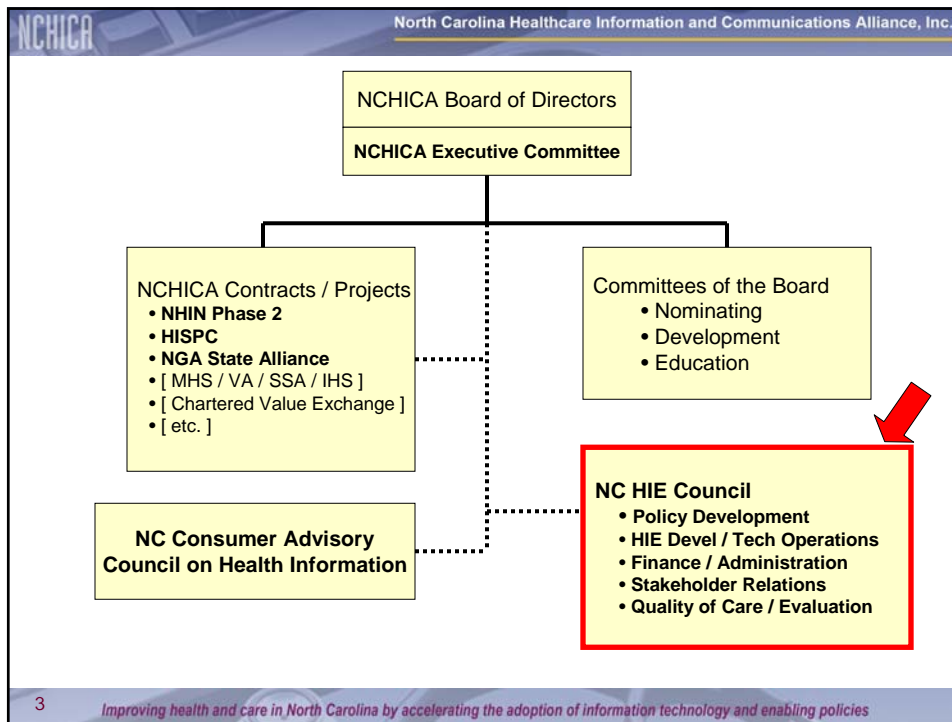 NCHICA
North Carolina Healthcare Information and Communications Alliance, Inc.
NCHICA Board of Directors
NCHICA Executive Committee
NCHICA Contracts / Projects
• NHIN Phase 2
• HISPC
• NGA State Alliance
• [ MHS / VA / SSA / IHS ]
• [ Chartered Value Exchange ]
• [ etc. ]
Committees of the Board
• Nominating
• Development
• Education
NC Consumer Advisory
Council on Health Information
NC HIE Council
• Policy Development
• HIE Devel / Tech Operations
• Finance / Administration
• Stakeholder Relations
• Quality of Care / Evaluation
3
Improving health and care in North Carolina by accelerating the adoption of information technology and enabling policies